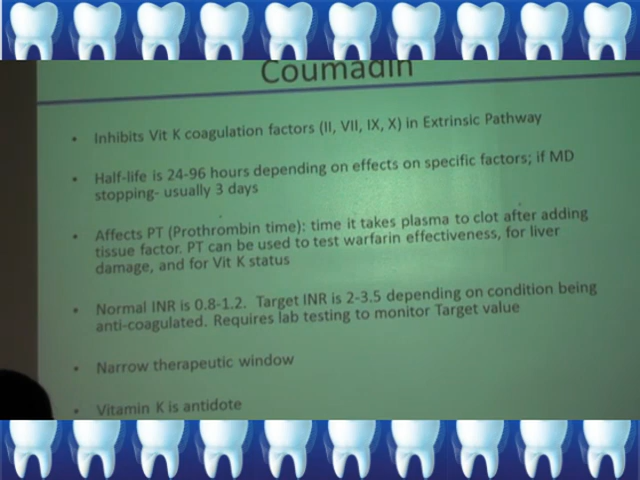 Coumadin
• Inhibits Vit K coagulation factors (II, VII, IX, X) in Extrinsic Pathway
• Half-life is 24-96 hours depending on effects on specific factors; if MD
stopping- usually 3 days
• Affects PT (Prothrombin time): time it takes plasma to clot after adding
tissue factor. PT can be used to test warfarin effectiveness, for liver
damage, and for Vit K status
• Normal INR is 0.8-1.2. Target INR is 2-3.5 depending on condition being
anti-coagulated. Requires lab testing to monitor Target value
• Narrow therapeutic window
• Vitamin K is antidote